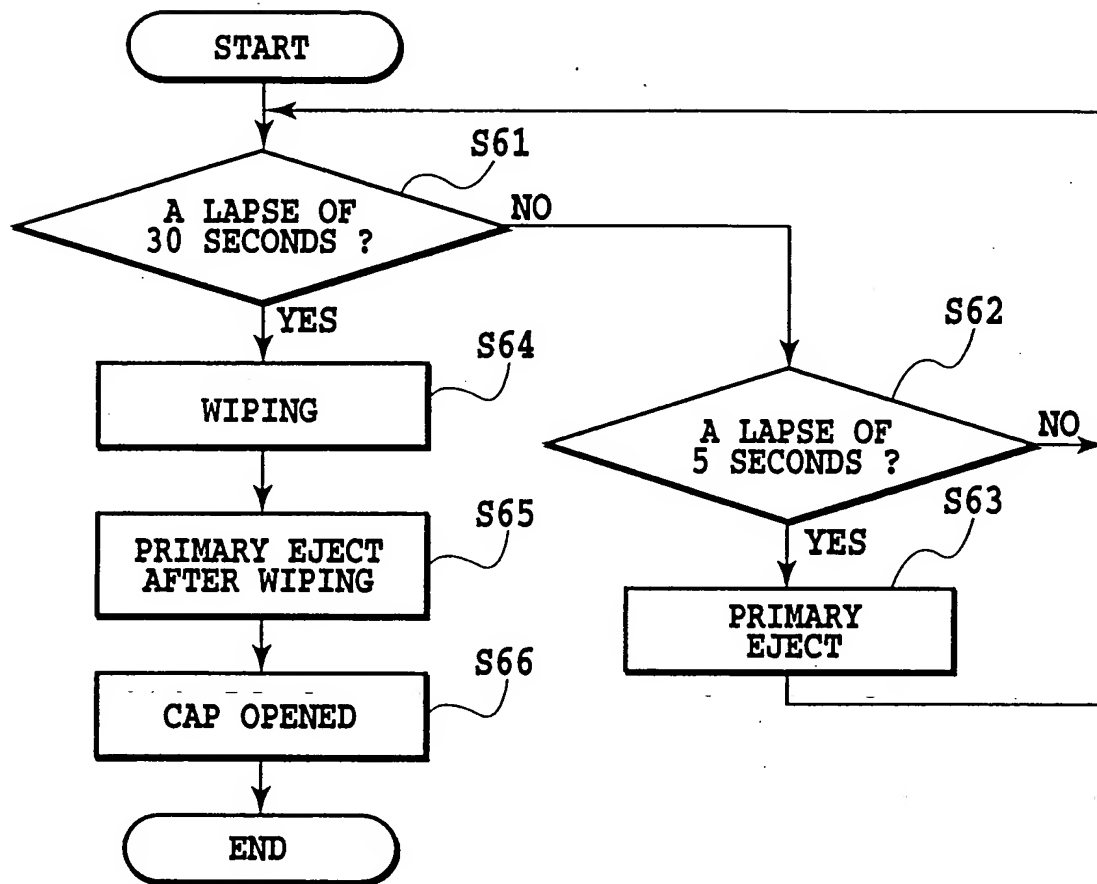 START
S61
A LAPSE OF
30 SECONDS ?
NO
YES
S62
A LAPSE OF
5 SECONDS ?
NO
YES
S63
PRIMARY
EJECT
S64
WIPING
S65
PRIMARY EJECT
AFTER WIPING
S66
CAP OPENED
END